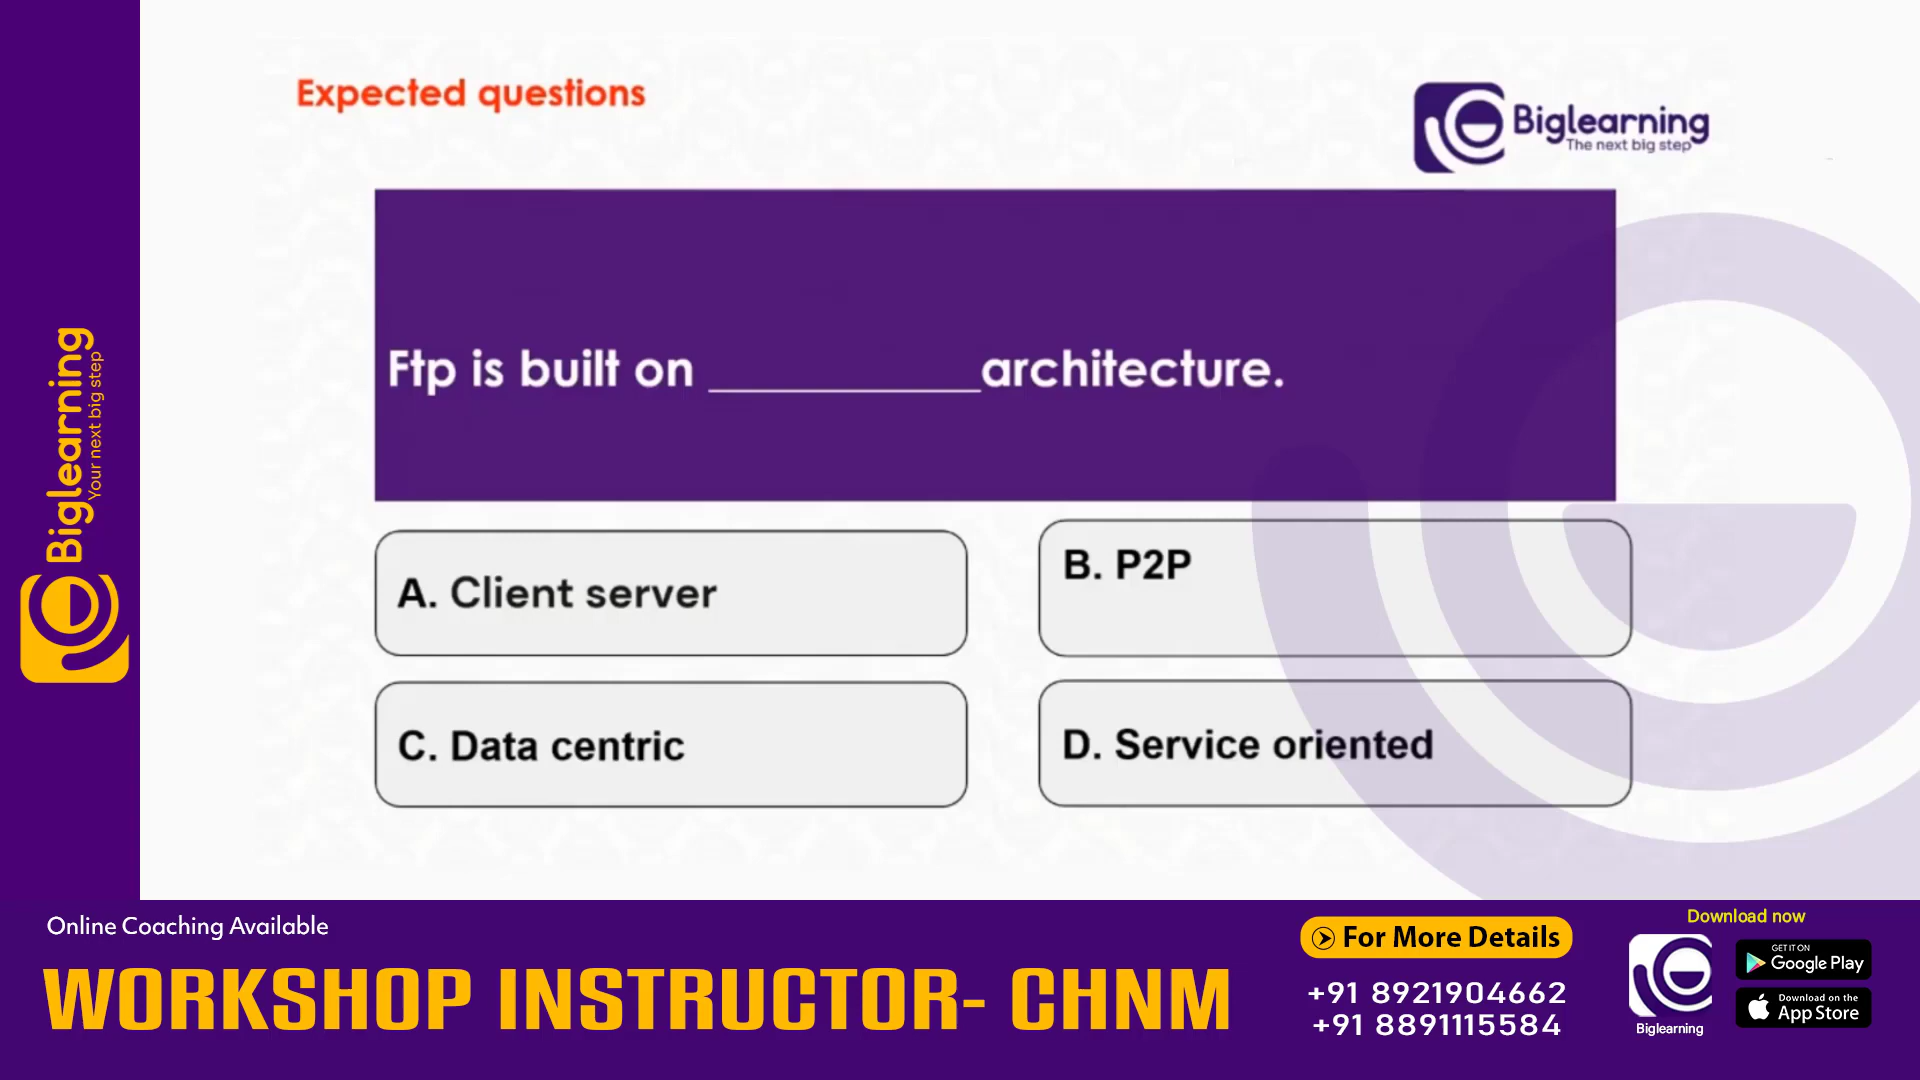 Expected questions
Biglearning
The next big step
Ftp is built on __________architecture.
A. Client server
B. P2P
C. Data centric
D. Service oriented
Biglearning
Your next big step
Online Coaching Available
WORKSHOP INSTRUCTOR- CHNM
For More Details
+91 8921904662
+91 8891115584
Download now
GET IT ON
Google Play
Download on the
App Store
Biglearning